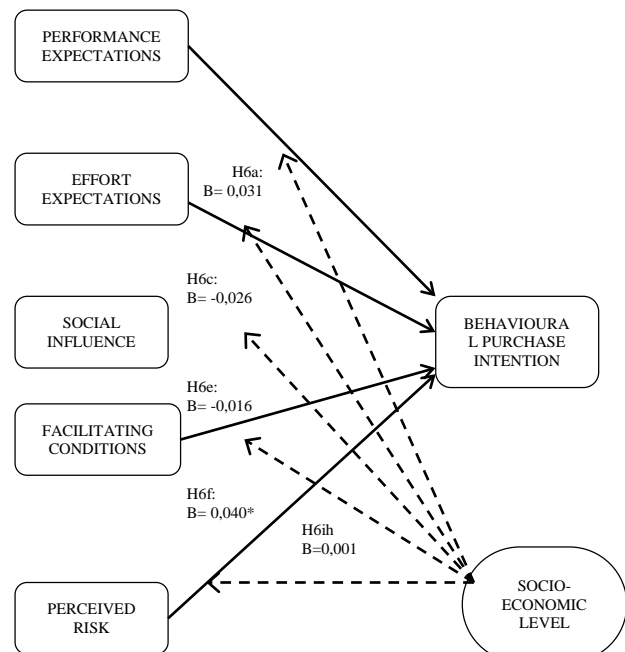 PERFORMANCE
EXPECTATIONS
H6a:
B= 0,031
EFFORT
EXPECTATIONS
H6c:
B= -0,026
SOCIAL
INFLUENCE
BEHAVIOURA
L PURCHASE
INTENTION
H6e:
B= -0,016
FACILITATING
CONDITIONS
H6f:
B= 0,040*
H6ih
B=0,001
PERCEIVED
RISK
SOCIO-
ECONOMIC
LEVEL